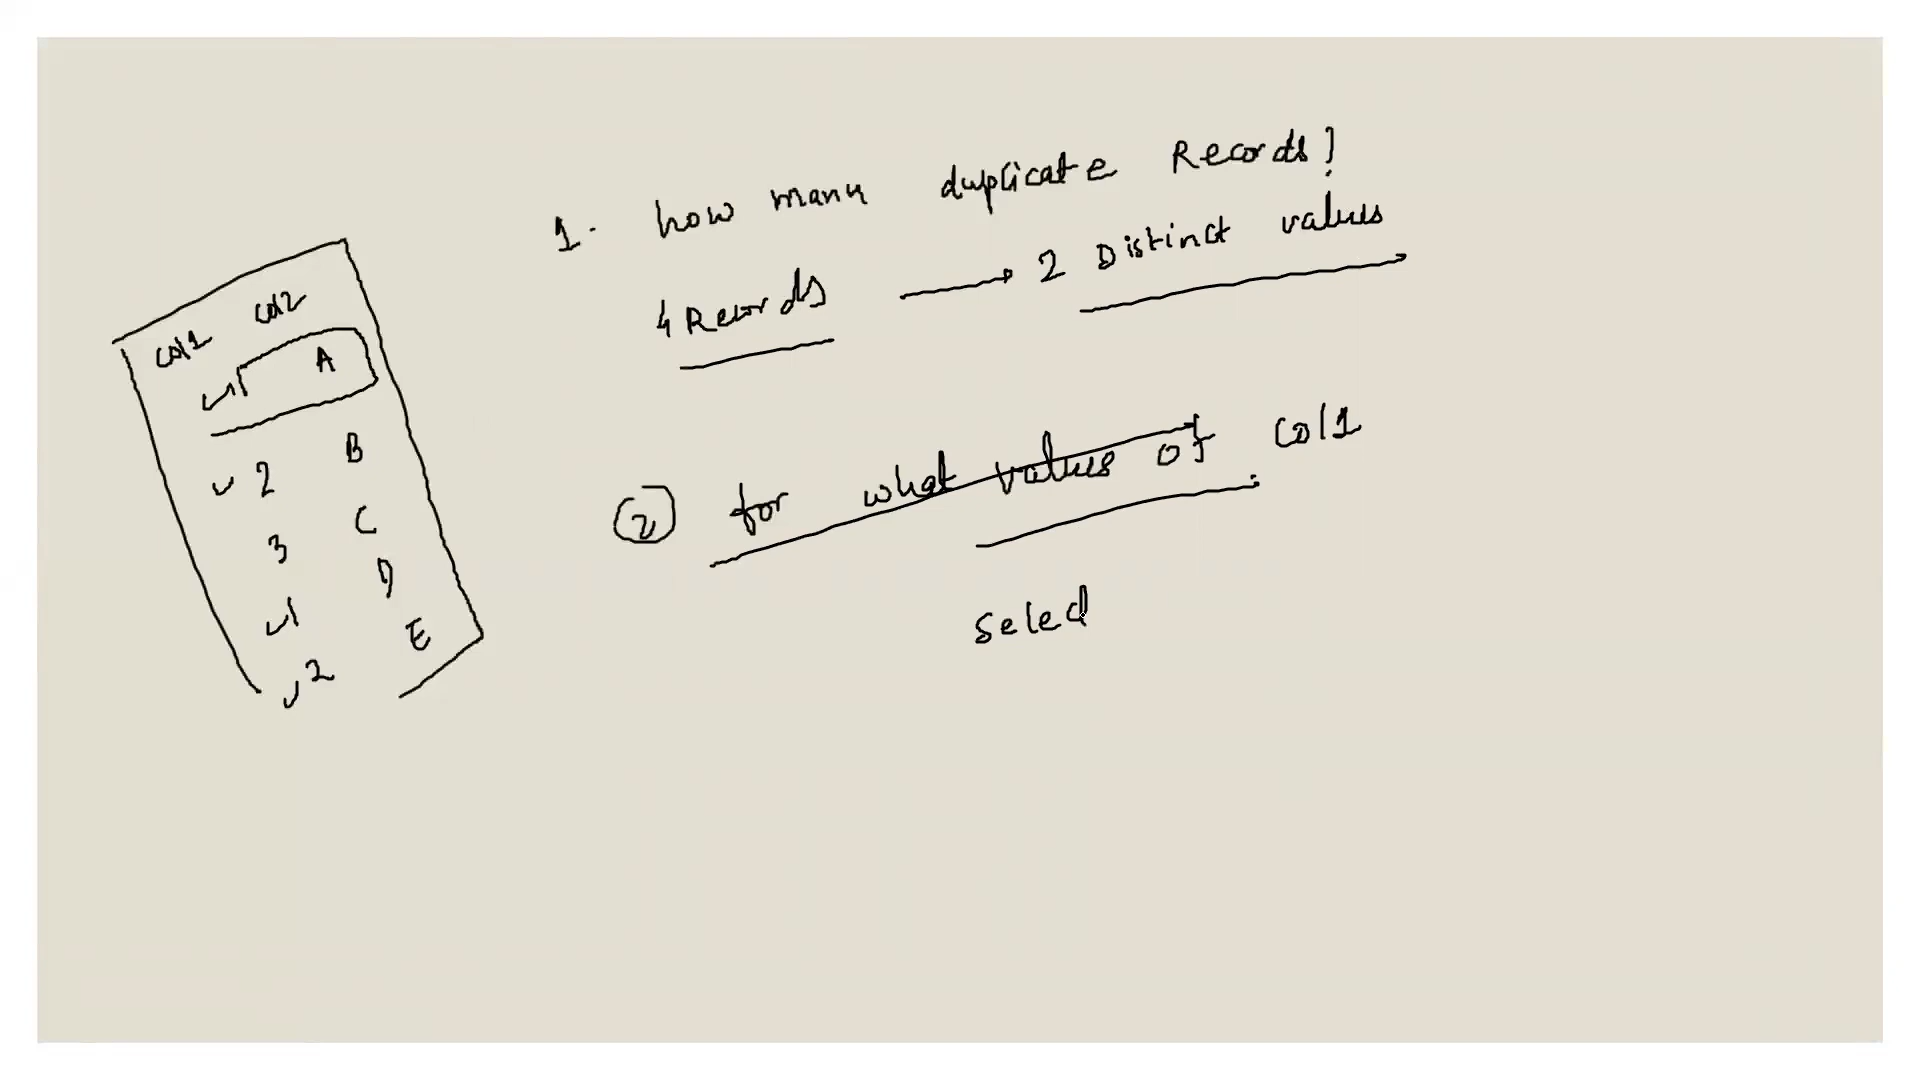 1. how many duplicate Records?
4 Records → 2 Distinct values
col1 col2
1 A
2 B
3 C
1 D
2 E
2 for what values of col1
Selec